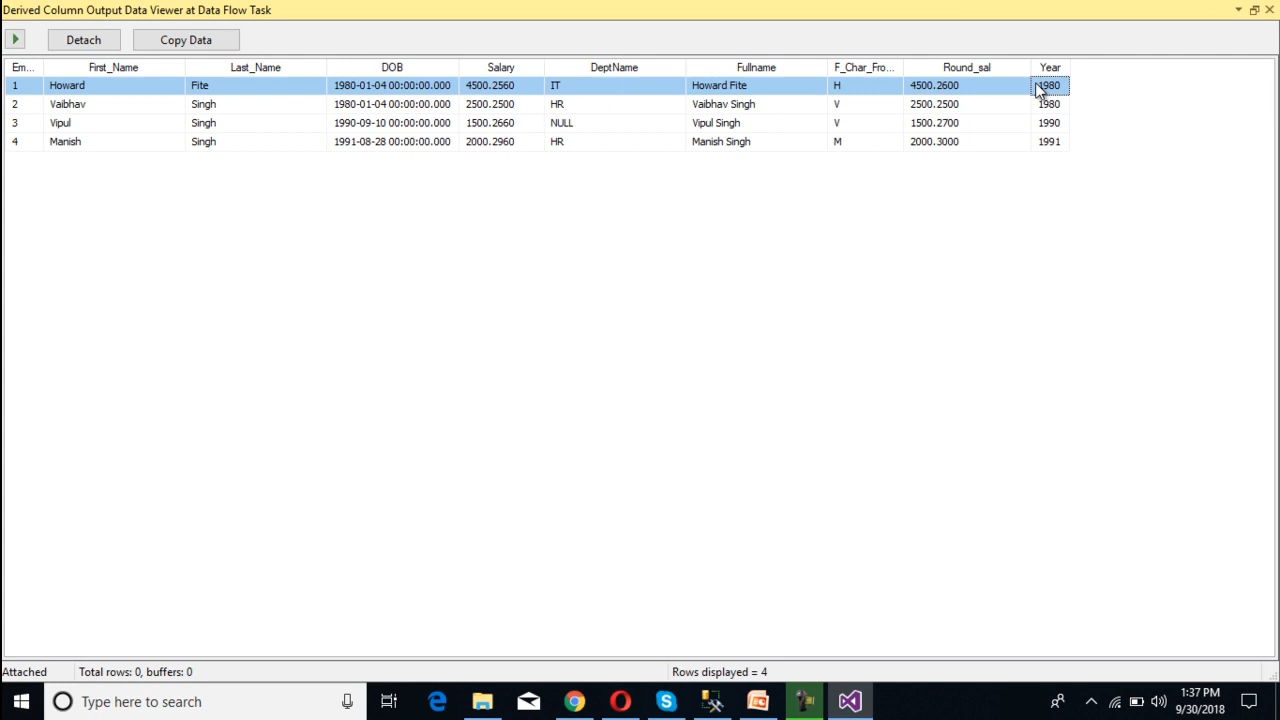 Derived Column Output Data Viewer at Data Flow Task
Detach Copy Data
Em... First_Name Last_Name DOB Salary DeptName Fullname F_Char_Fro... Round_sal Year
1 Howard Fite 1980-01-04 00:00:00.000 4500.2560 IT Howard Fite H 4500.2600 1980
2 Vaibhav Singh 1980-01-04 00:00:00.000 2500.2500 HR Vaibhav Singh V 2500.2500 1980
3 Vipul Singh 1990-09-10 00:00:00.000 1500.2660 NULL Vipul Singh V 1500.2700 1990
4 Manish Singh 1991-08-28 00:00:00.000 2000.2960 HR Manish Singh M 2000.3000 1991
Attached Total rows: 0, buffers: 0 Rows displayed = 4
Type here to search
1:37 PM
9/30/2018